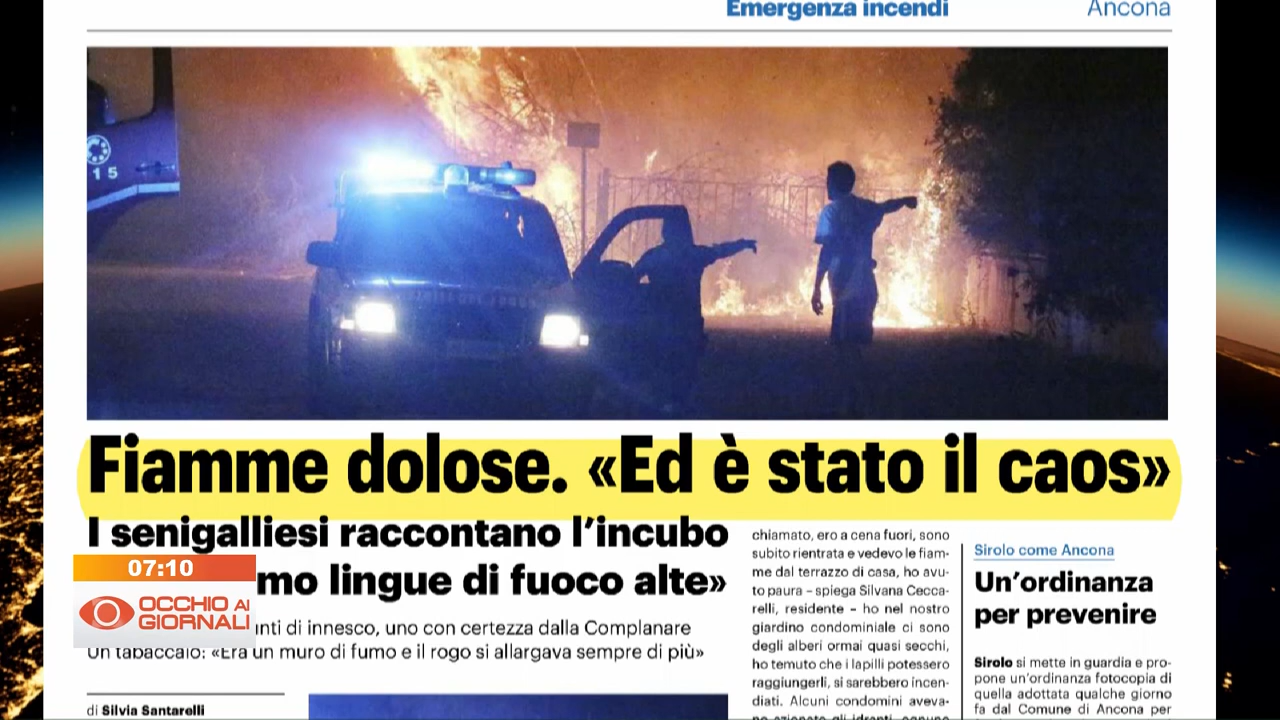 Emergenza incendi
Ancona
15
Fiamme dolose. «Ed è stato il caos»
I senigalliesi raccontano l'incubo
mo lingue di fuoco alte»
nti di innesco, uno con certezza dalla Complanare
Un tabaccaio: «Era un muro di fumo e il rogo si allargava sempre di più»
di Silvia Santarelli
chiamato, ero a cena fuori, sono
subito rientrata e vedevo le fiam-
me dal terrazzo di casa, ho avu-
to paura – spiega Silvana Cecca-
relli, residente – ho nel nostro
giardino condominiale ci sono
degli alberi ormai quasi secchi,
ho temuto che i lapilli potessero
raggiungerli, si sarebbero incen-
diati. Alcuni condomini aveva-
no azionato gli idranti, ognuno
Sirolo come Ancona
Un'ordinanza
per prevenire
Sirolo si mette in guardia e pro-
pone un'ordinanza fotocopia di
quella adottata qualche giorno
fa dal Comune di Ancona per
07:10
OCCHIO AI
GIORNALI